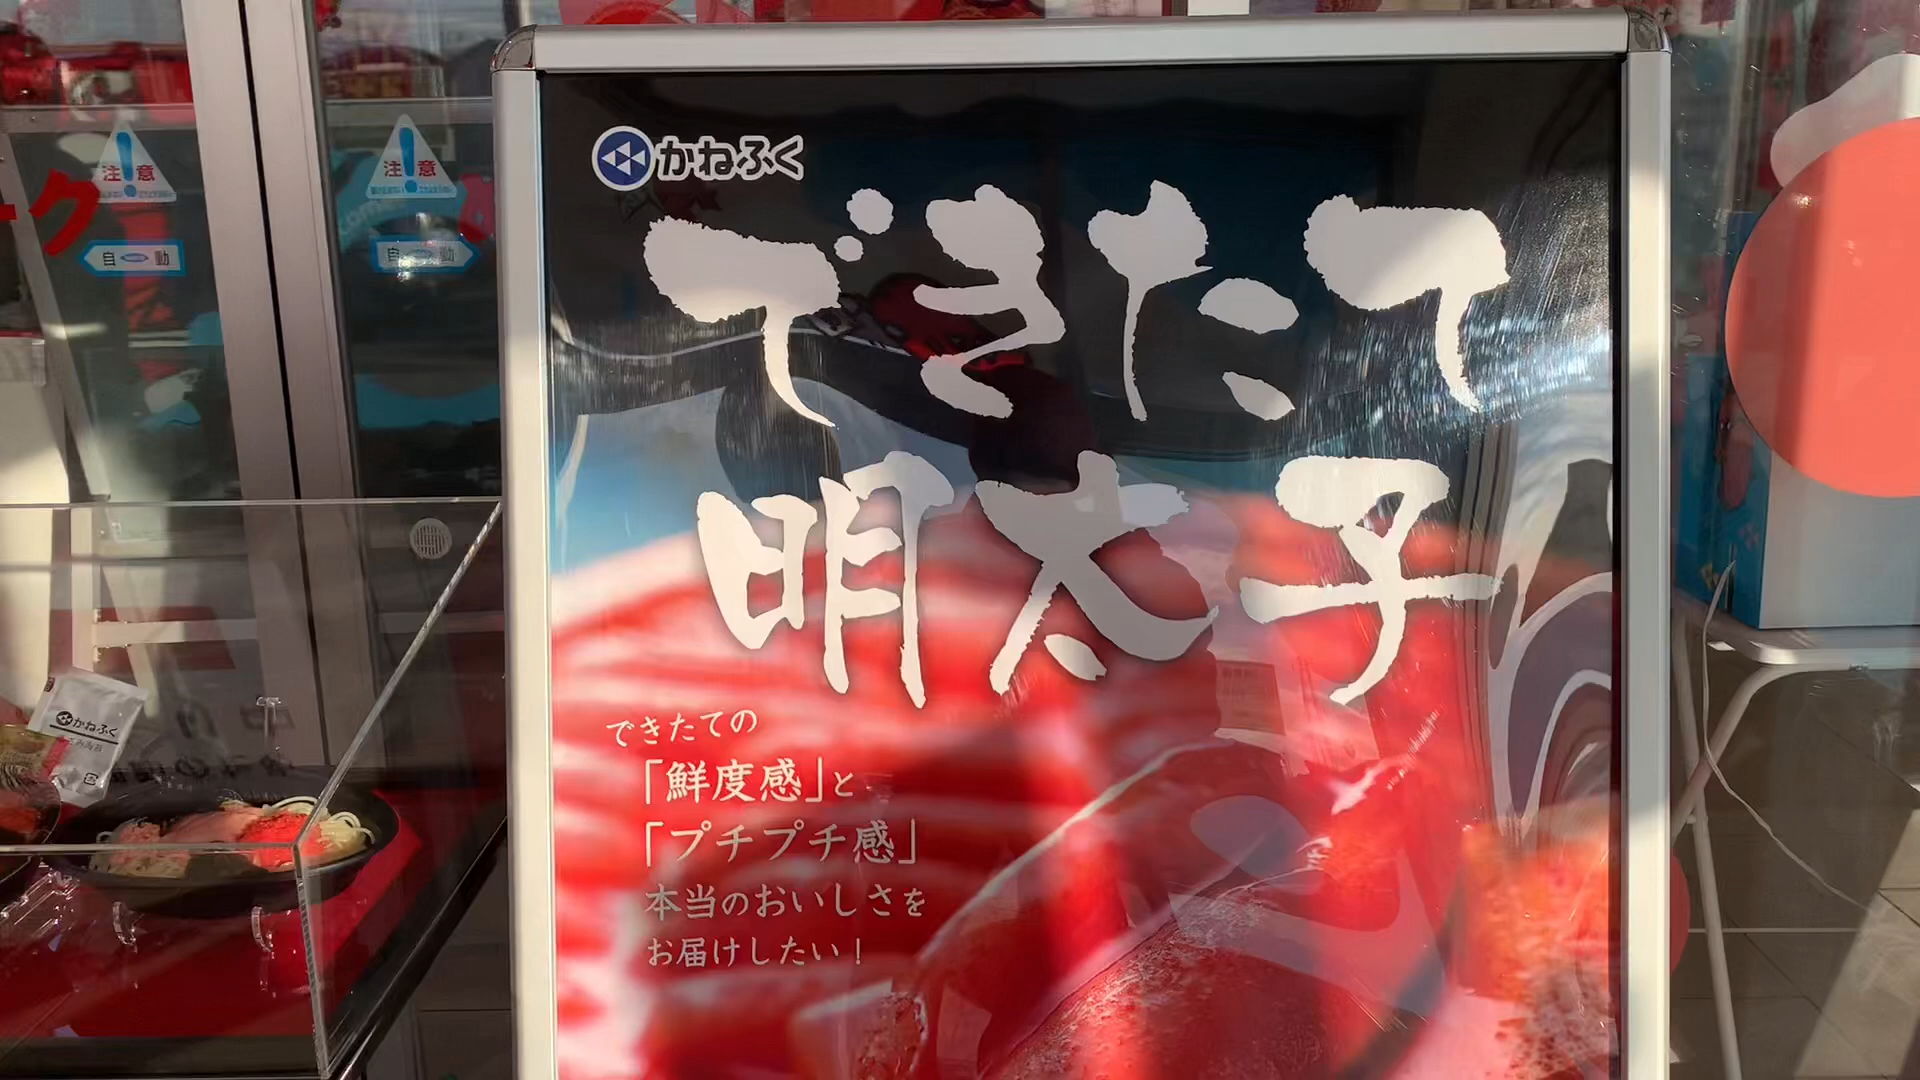 かねふく
できたて
明太子
できたての
「鮮度感」と
「プチプチ感」
本当のおいしさを
お届けしたい!
注意
自動
注意
自動
ーク
かねふく